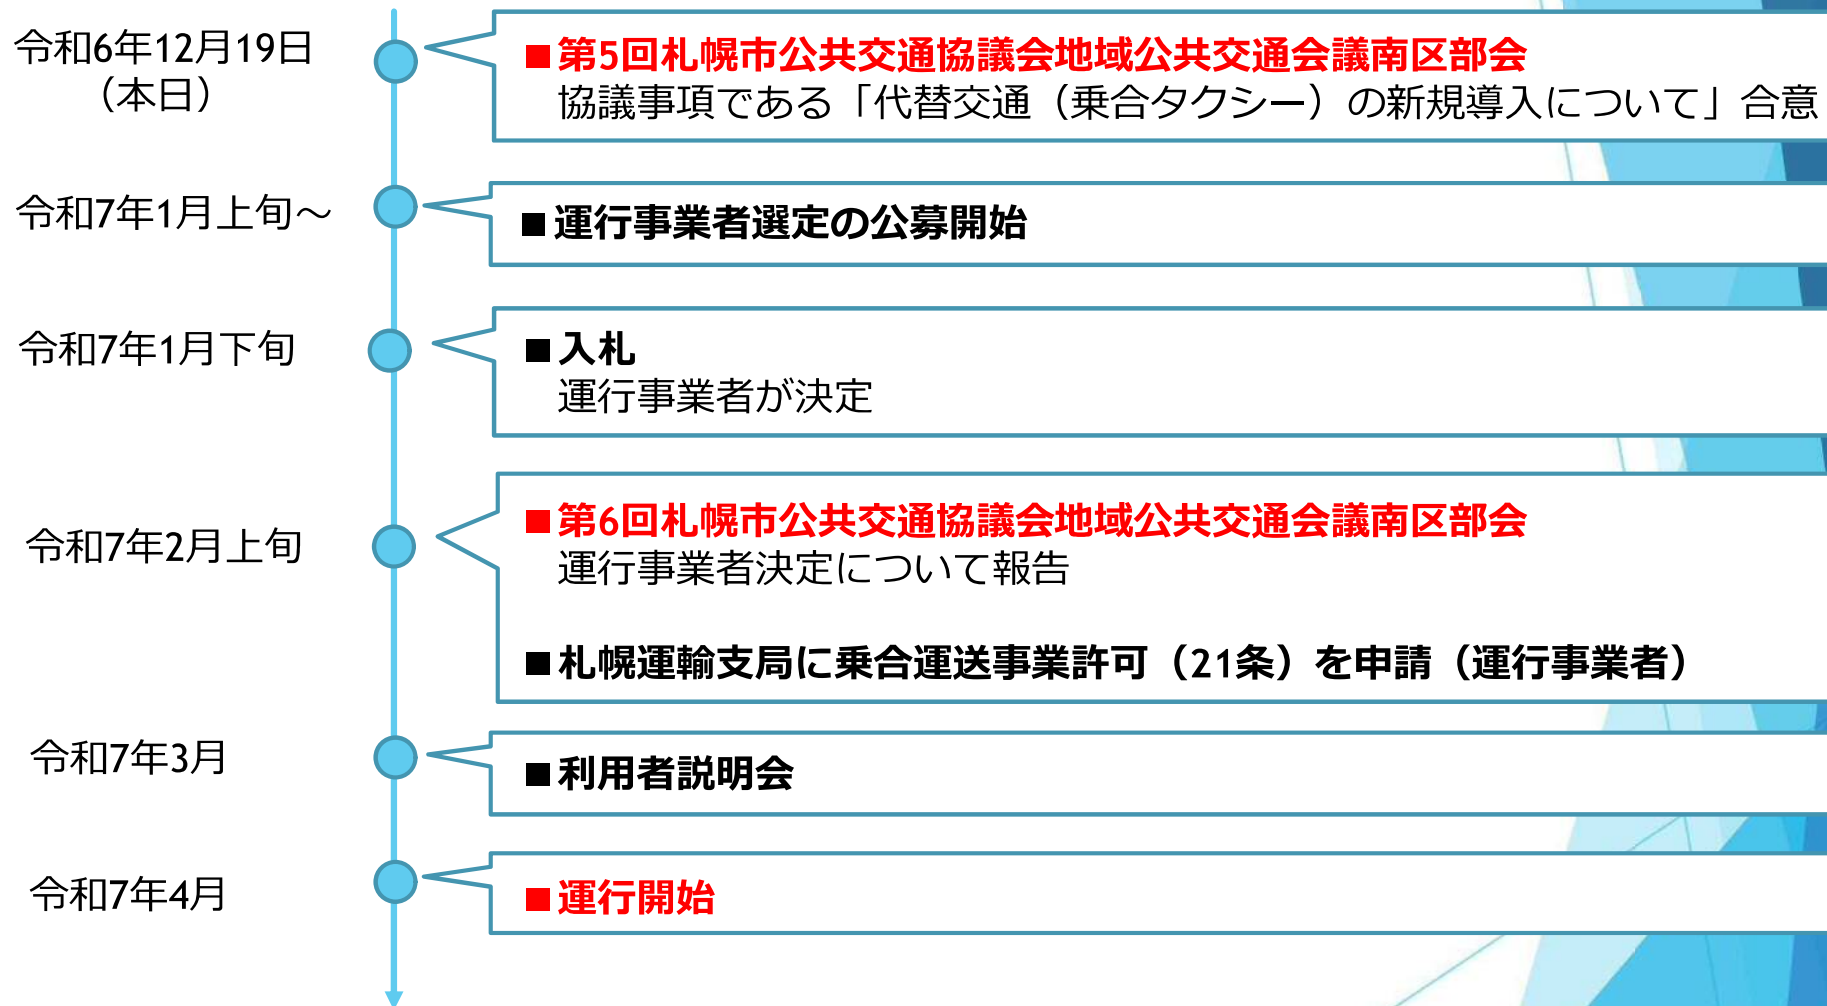 令和6年12月19日
（本日）
■第5回札幌市公共交通協議会地域公共交通会議南区部会
協議事項である「代替交通（乗合タクシー）の新規導入について」合意
令和7年1月上旬～
■運行事業者選定の公募開始
令和7年1月下旬
■入札
運行事業者が決定
令和7年2月上旬
■第6回札幌市公共交通協議会地域公共交通会議南区部会
運行事業者決定について報告
■札幌運輸支局に乗合運送事業許可（21条）を申請（運行事業者）
令和7年3月
■利用者説明会
令和7年4月
■運行開始